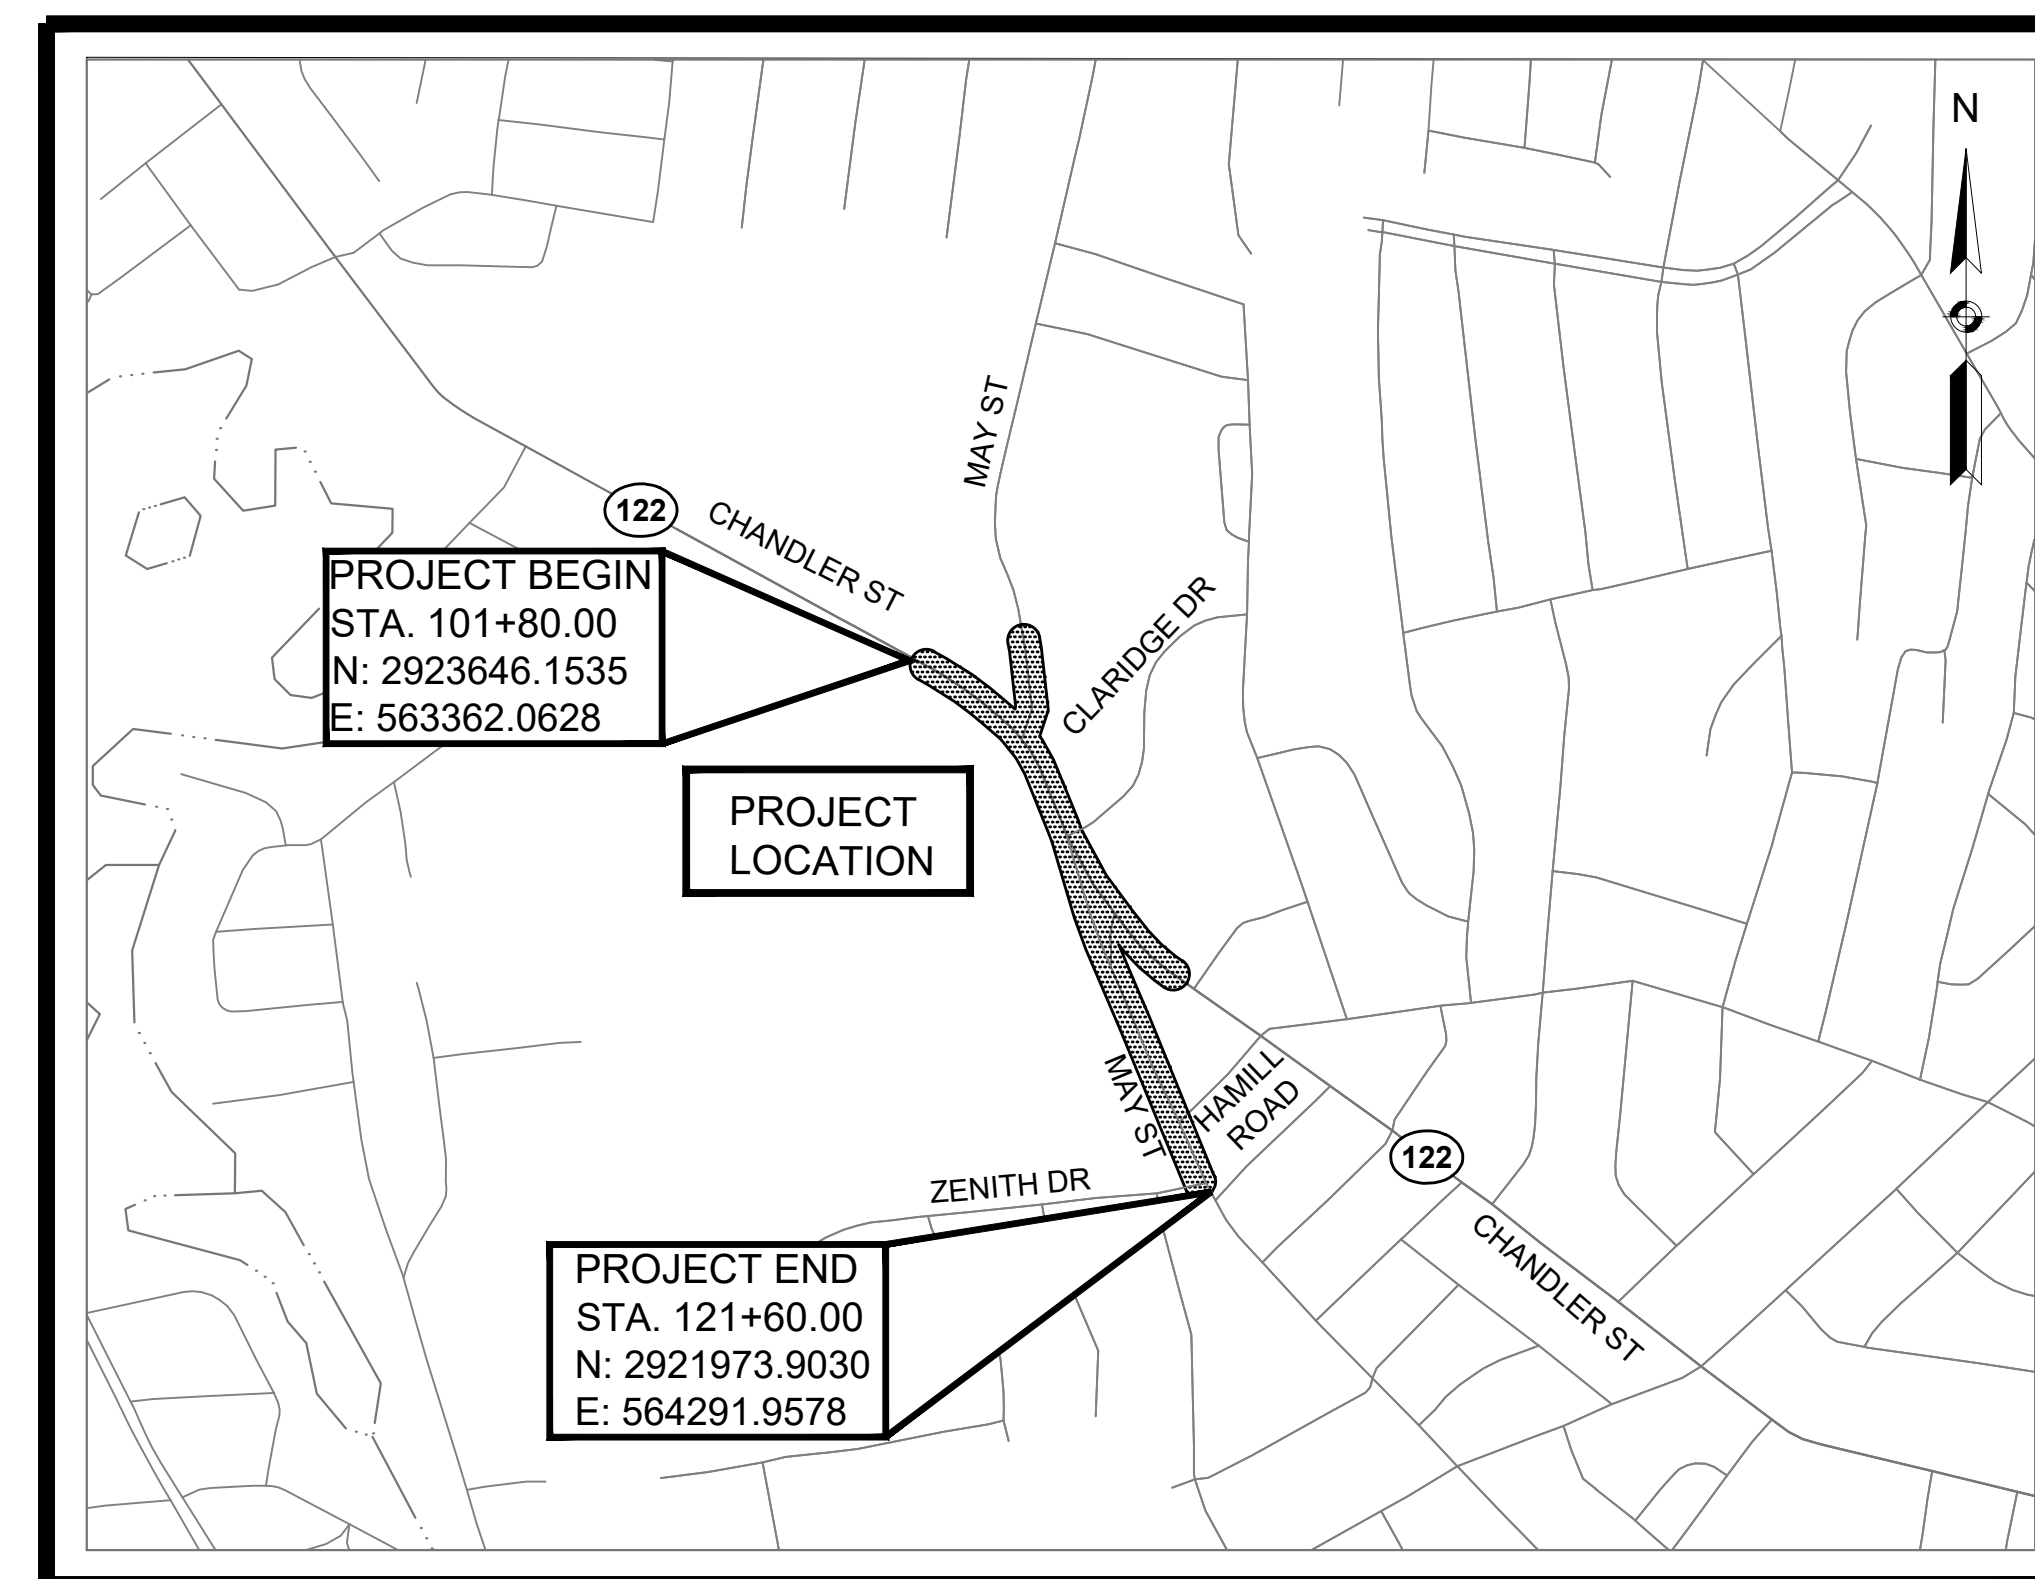 N
MAY ST
122
CHANDLER ST
PROJECT BEGIN
STA. 101+80.00
N: 2923646.1535
E: 563362.0628
CLARIDGE DR
PROJECT
LOCATION
MAY ST
HAMILL
ROAD
122
ZENITH DR
CHANDLER ST
PROJECT END
STA. 121+60.00
N: 2921973.9030
E: 564291.9578